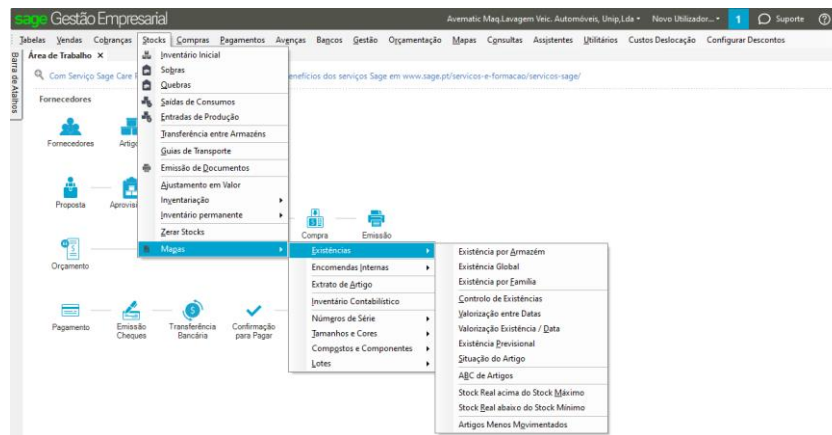 sage Gestão Empresarial
Avematic Maq.Lavagem Veic. Automóveis, Unip,Lda
Novo Utilizador...
1
Suporte
Tabelas Vendas Cobranças Stocks Compras Pagamentos Avenças Bancos Gestão Orçamentação Mapas Consultas Assistentes Utilitários Custos Deslocação Configurar Descontos
Barra de Atalhos
Área de Trabalho X
Com Serviço Sage Care
enefícios dos serviços Sage em www.sage.pt/servicos-e-formacao/servicos-sage/
Fornecedores
Fornecedores
Artigo
Proposta
Aprovisi
Compra
Emissão
Orçamento
Pagamento
Emissão Cheques
Transferência Bancária
Confirmação para Pagar
Inventário Inicial
Sobras
Quebras
Saídas de Consumos
Entradas de Produção
Transferência entre Armazéns
Guias de Transporte
Emissão de Documentos
Ajustamento em Valor
Inventariação
Inventário permanente
Zerar Stocks
Mapas
Existências
Encomendas Internas
Extrato de Artigo
Inventário Contabilístico
Números de Série
Tamanhos e Cores
Compostos e Componentes
Lotes
Existência por Armazém
Existência Global
Existência por Família
Controlo de Existências
Valorização entre Datas
Valorização Existência / Data
Existência Previsional
Situação do Artigo
ABC de Artigos
Stock Real acima do Stock Máximo
Stock Real abaixo do Stock Mínimo
Artigos Menos Movimentados